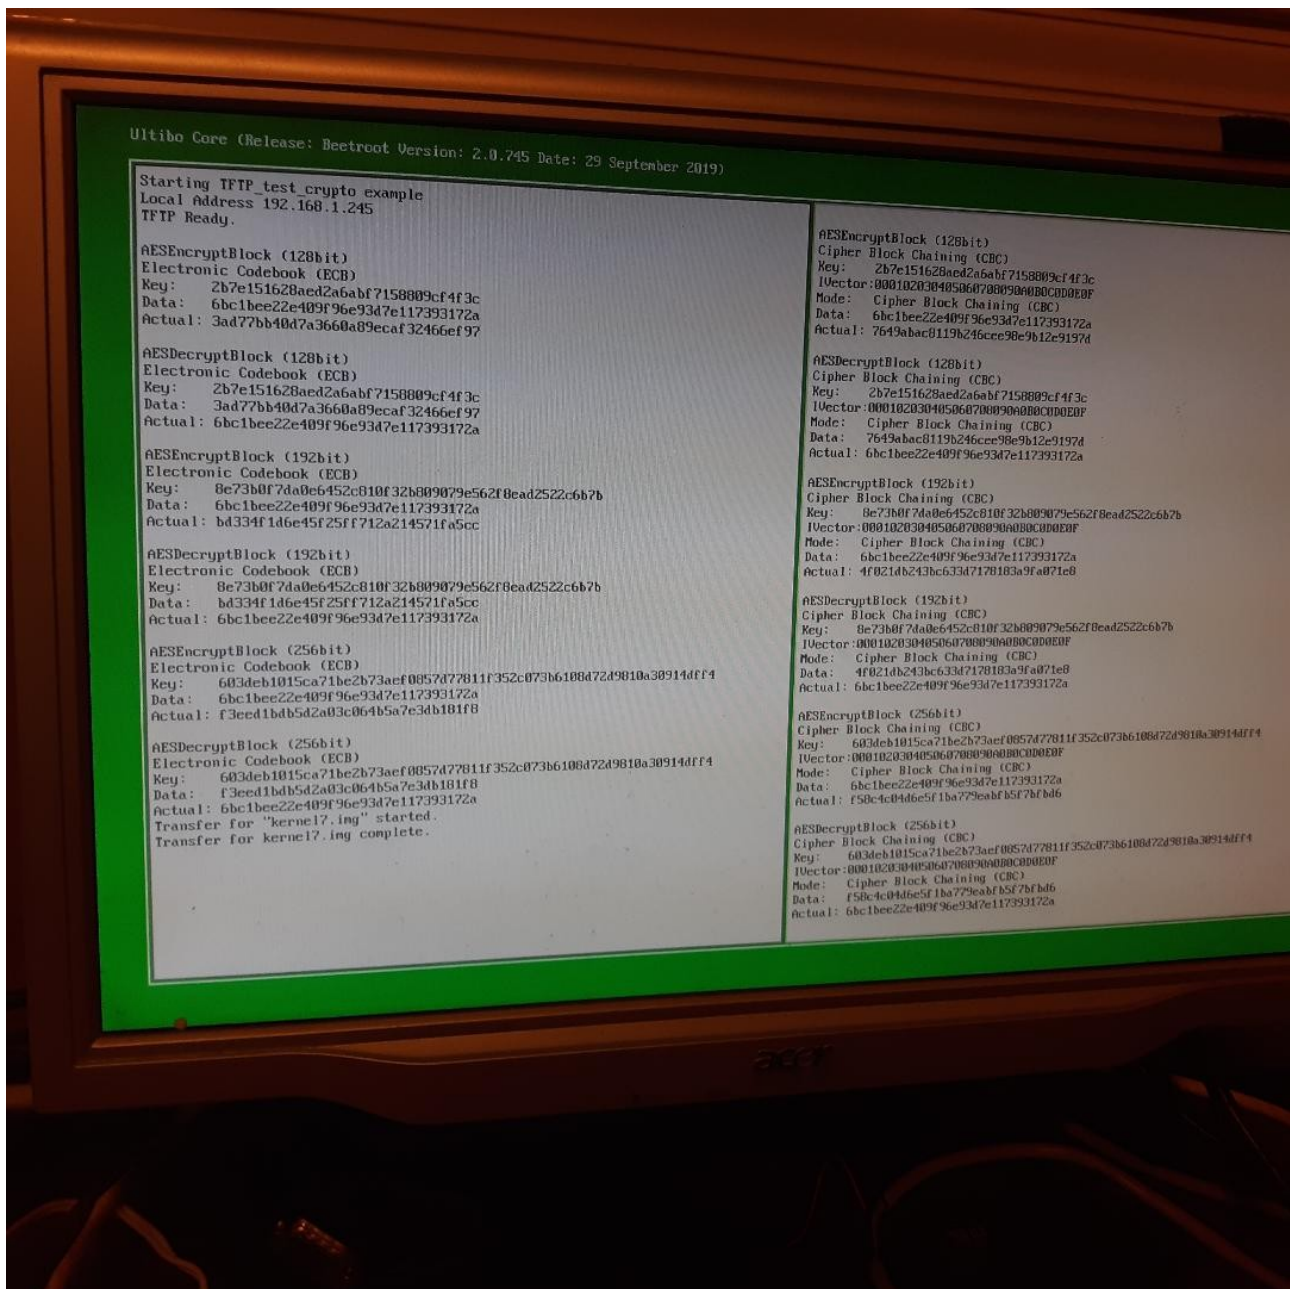 Ultibo Core (Release: Beetroot Version: 2.0.745 Date: 29 September 2019)
Starting TFTP_test_crypto example
Local Address 192.168.1.245
TFTP Ready.
AESEncryptBlock (128bit)
Electronic Codebook (ECB)
Key: 2b7e151628aed2a6abf7158809cf4f3c
Data: 6bc1bee22e409f96e93d7e117393172a
Actual: 3ad77bb40d7a3660a89ecaf32466ef97
AESDecryptBlock (128bit)
Electronic Codebook (ECB)
Key: 2b7e151628aed2a6abf7158809cf4f3c
Data: 3ad77bb40d7a3660a89ecaf32466ef97
Actual: 6bc1bee22e409f96e93d7e117393172a
AESEncryptBlock (192bit)
Electronic Codebook (ECB)
Key: 8e73b0f7da0e6452c810f32b809079e562f8ead2522c6b7b
Data: 6bc1bee22e409f96e93d7e117393172a
Actual: bd334f1d6e45f25ff712a214571fa5cc
AESDecryptBlock (192bit)
Electronic Codebook (ECB)
Key: 8e73b0f7da0e6452c810f32b809079e562f8ead2522c6b7b
Data: bd334f1d6e45f25ff712a214571fa5cc
Actual: 6bc1bee22e409f96e93d7e117393172a
AESEncryptBlock (256bit)
Electronic Codebook (ECB)
Key: 603deb1015ca71be2b73aef0857d77811f352c073b6108d72d9810a30914dff4
Data: 6bc1bee22e409f96e93d7e117393172a
Actual: f3eed1bdb5d2a03c064b5a7e3db181f8
AESDecryptBlock (256bit)
Electronic Codebook (ECB)
Key: 603deb1015ca71be2b73aef0857d77811f352c073b6108d72d9810a30914dff4
Data: f3eed1bdb5d2a03c064b5a7e3db181f8
Actual: 6bc1bee22e409f96e93d7e117393172a
Transfer for "kernel7.img" started.
Transfer for kernel7.img complete.
AESEncryptBlock (128bit)
Cipher Block Chaining (CBC)
Key: 2b7e151628aed2a6abf7158809cf4f3c
IVector:000102030405060708090A0B0C0D0E0F
Mode: Cipher Block Chaining (CBC)
Data: 6bc1bee22e409f96e93d7e117393172a
Actual: 7649abac8119b246cee98e9b12e9197d
AESDecryptBlock (128bit)
Cipher Block Chaining (CBC)
Key: 2b7e151628aed2a6abf7158809cf4f3c
IVector:000102030405060708090A0B0C0D0E0F
Mode: Cipher Block Chaining (CBC)
Data: 7649abac8119b246cee98e9b12e9197d
Actual: 6bc1bee22e409f96e93d7e117393172a
AESEncryptBlock (192bit)
Cipher Block Chaining (CBC)
Key: 8e73b0f7da0e6452c810f32b809079e562f8ead2522c6b7b
IVector:000102030405060708090A0B0C0D0E0F
Mode: Cipher Block Chaining (CBC)
Data: 6bc1bee22e409f96e93d7e117393172a
Actual: 4f021db243bc633d7178183a9fa071e8
AESDecryptBlock (192bit)
Cipher Block Chaining (CBC)
Key: 8e73b0f7da0e6452c810f32b809079e562f8ead2522c6b7b
IVector:000102030405060708090A0B0C0D0E0F
Mode: Cipher Block Chaining (CBC)
Data: 4f021db243bc633d7178183a9fa071e8
Actual: 6bc1bee22e409f96e93d7e117393172a
AESEncryptBlock (256bit)
Cipher Block Chaining (CBC)
Key: 603deb1015ca71be2b73aef0857d77811f352c073b6108d72d9810a30914dff4
IVector:000102030405060708090A0B0C0D0E0F
Mode: Cipher Block Chaining (CBC)
Data: 6bc1bee22e409f96e93d7e117393172a
Actual: f58c4c04d6e5f1ba779eabfb5f7bfbd6
AESDecryptBlock (256bit)
Cipher Block Chaining (CBC)
Key: 603deb1015ca71be2b73aef0857d77811f352c073b6108d72d9810a30914dff4
IVector:000102030405060708090A0B0C0D0E0F
Mode: Cipher Block Chaining (CBC)
Data: f58c4c04d6e5f1ba779eabfb5f7bfbd6
Actual: 6bc1bee22e409f96e93d7e117393172a
acer